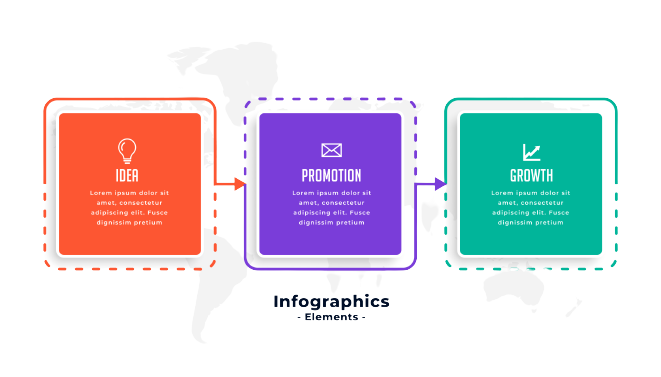 IDEA
Lorem ipsum dolor sit
amet, consectetur
adipiscing elit. Fusce
dignissim pretium
PROMOTION
Lorem ipsum dolor sit
amet, consectetur
adipiscing elit. Fusce
dignissim pretium
GROWTH
Lorem ipsum dolor sit
amet, consectetur
adipiscing elit. Fusce
dignissim pretium
Infographics
- Elements -